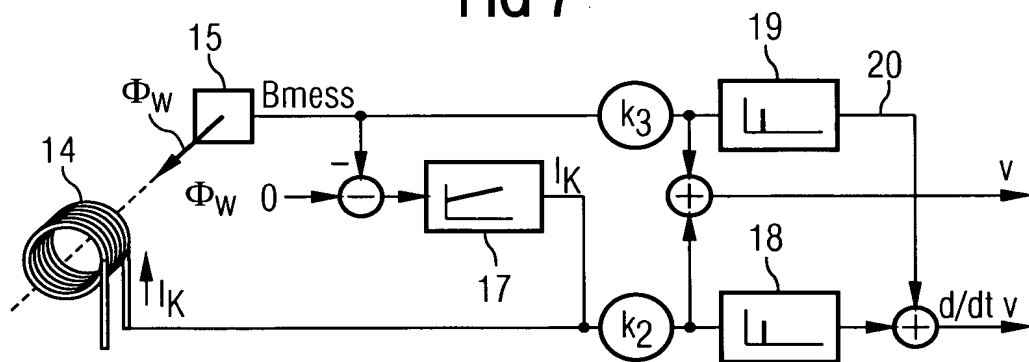 FIG 7
15
19
20
Φw
Bmess
k3
14
−
IK
v
Φw 0
−
+
17
18
IK
k2
+
d/dt v